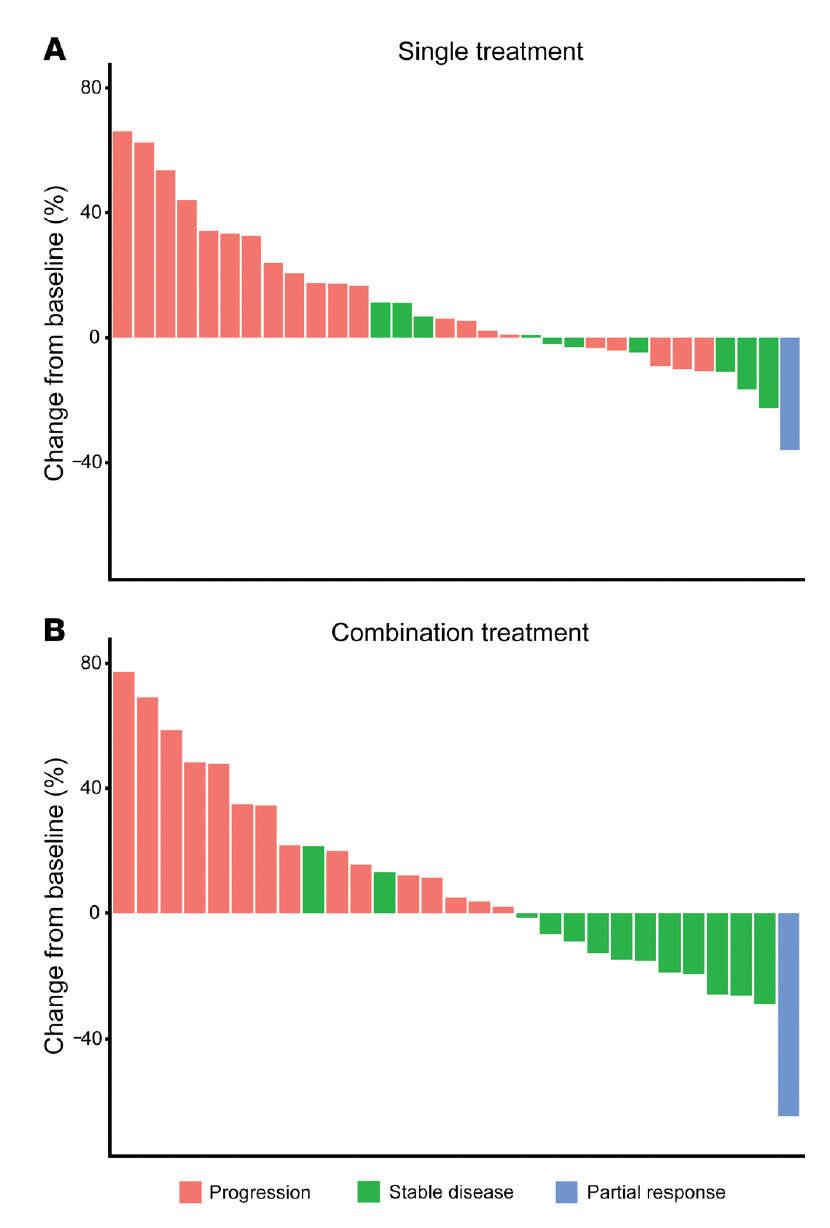 A
Single treatment
Change from baseline (%)
80
40
0
−40
B
Combination treatment
Change from baseline (%)
80
40
0
−40
Progression
Stable disease
Partial response